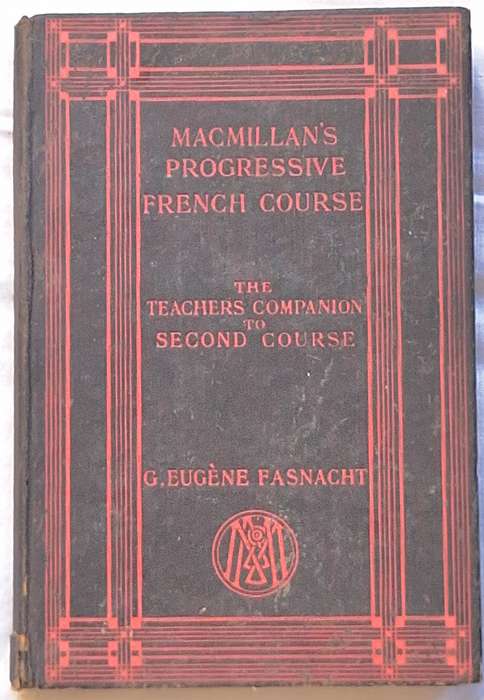 MACMILLAN'S
PROGRESSIVE
FRENCH COURSE
THE
TEACHERS COMPANION
TO
SECOND COURSE
G. EUGÈNE FASNACHT